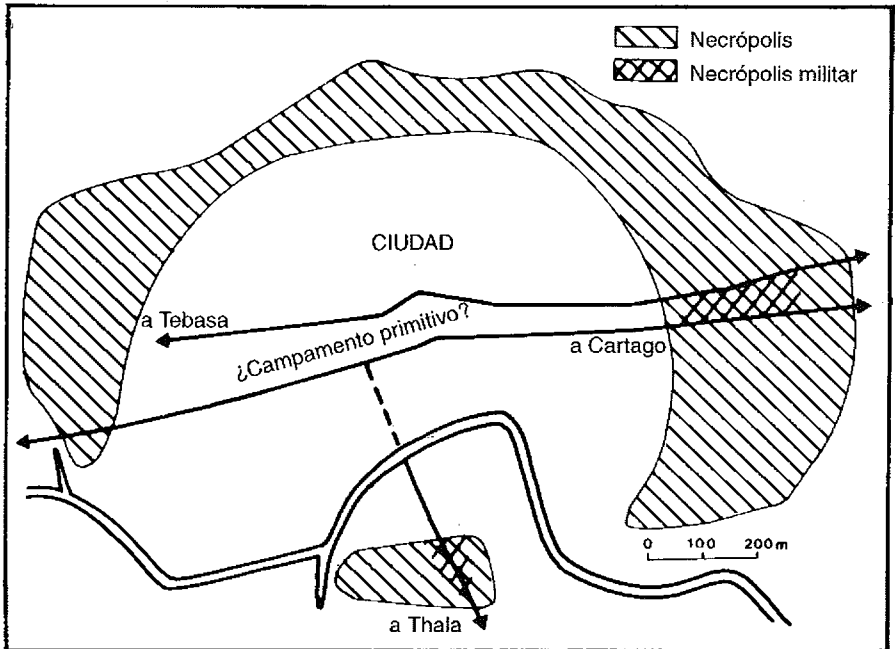 Necrópolis
Necrópolis militar
CIUDAD
a Tebasa
¿Campamento primitivo?
a Cartago
0 100 200 m
a Thala